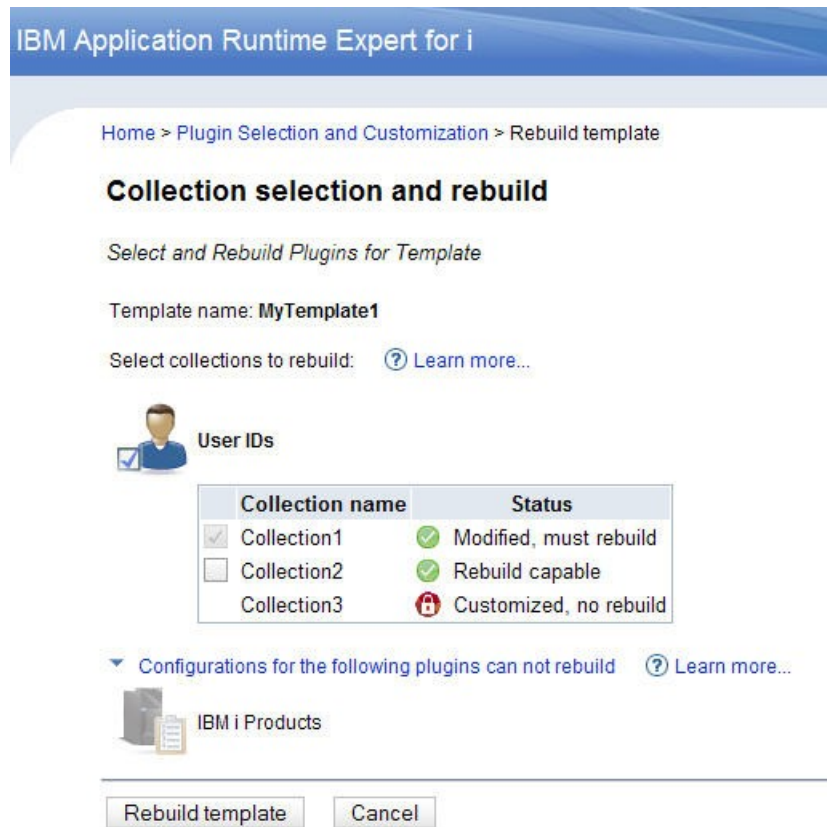 IBM Application Runtime Expert for i
Home > Plugin Selection and Customization > Rebuild template
Collection selection and rebuild
Select and Rebuild Plugins for Template
Template name: MyTemplate1
Select collections to rebuild: ? Learn more...
User IDs
Collection name Status
Collection1 Modified, must rebuild
Collection2 Rebuild capable
Collection3 Customized, no rebuild
Configurations for the following plugins can not rebuild ? Learn more...
IBM i Products
Rebuild template Cancel